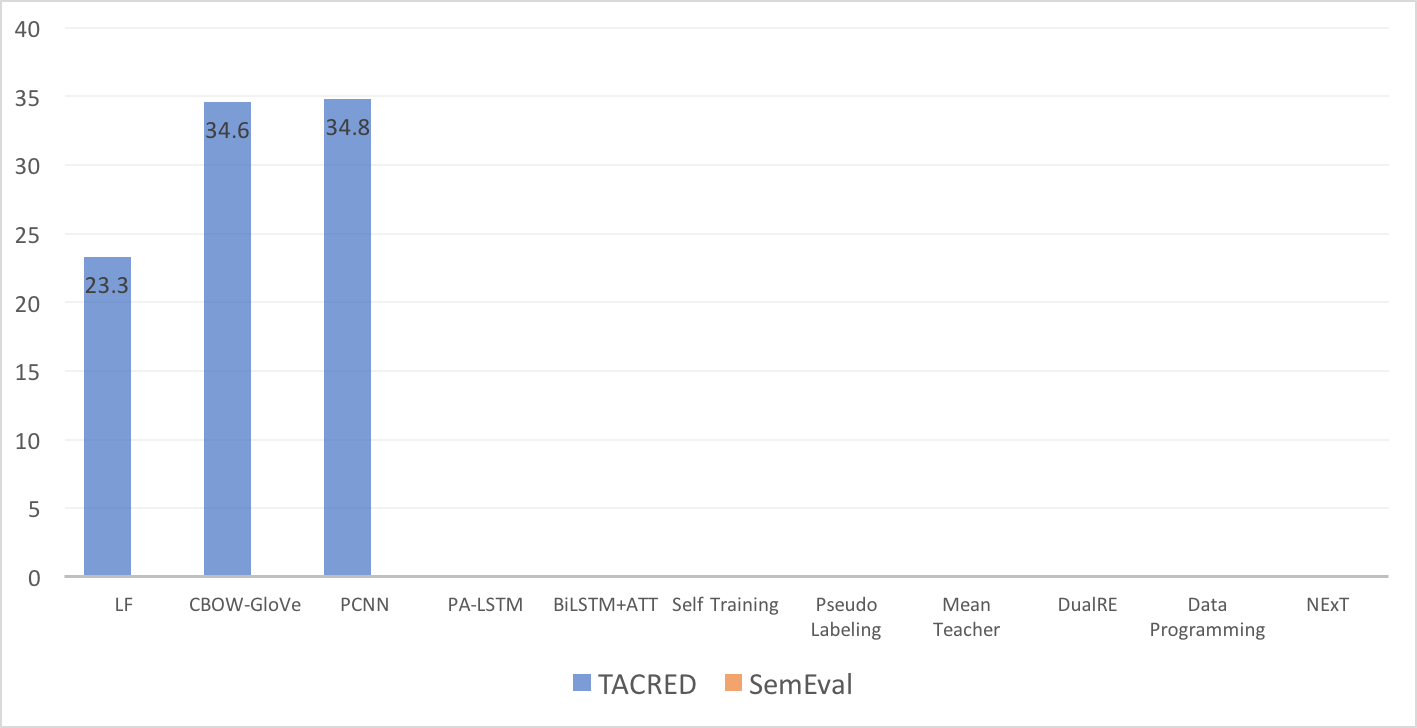 40
35
30
25
20
15
10
5
0
23.3
34.6
34.8
LF
CBOW-GloVe
PCNN
PA-LSTM
BiLSTM+ATT
Self Training
Pseudo
Labeling
Mean
Teacher
DualRE
Data
Programming
NExT
TACRED
SemEval